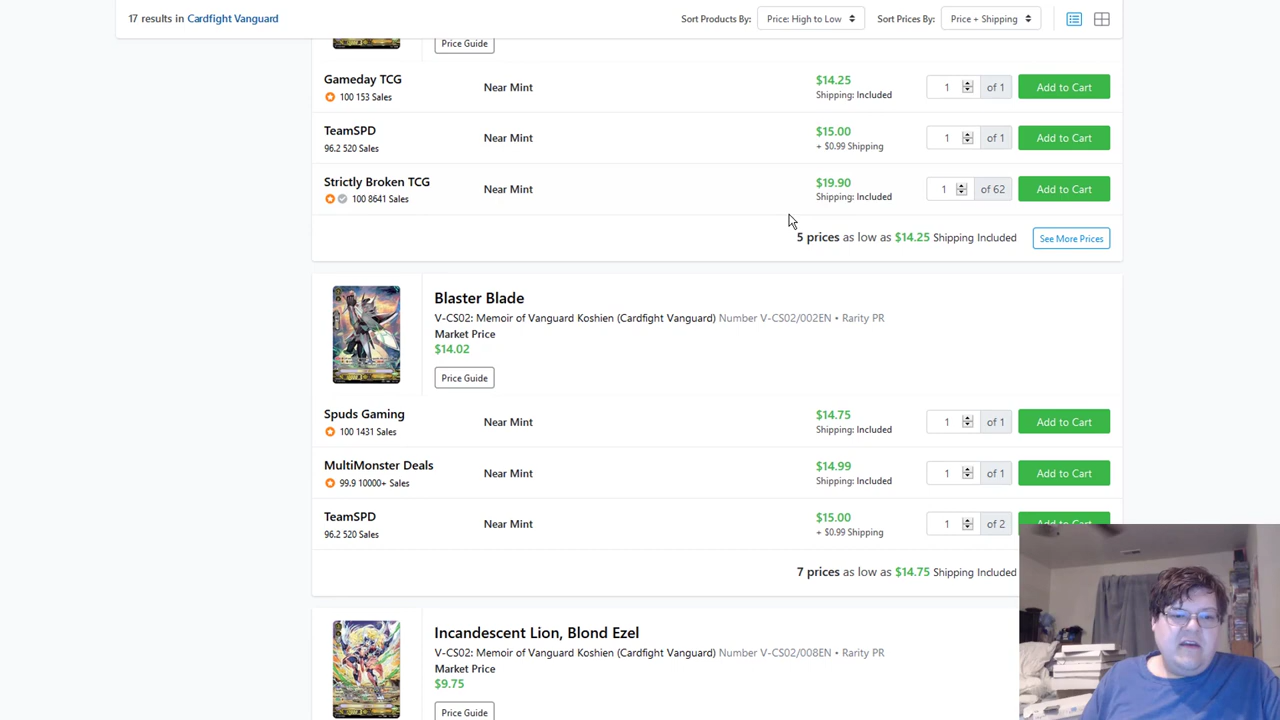 17 results in Cardfight Vanguard
Sort Products By: Price: High to Low Sort Prices By: Price + Shipping
Price Guide
Gameday TCG Near Mint $14.25 1 of 1 Add to Cart
100 153 Sales Shipping: Included
TeamSPD Near Mint $15.00 1 of 1 Add to Cart
96.2 520 Sales + $0.99 Shipping
Strictly Broken TCG Near Mint $19.90 1 of 62 Add to Cart
100 8641 Sales Shipping: Included
5 prices as low as $14.25 Shipping Included See More Prices
Blaster Blade
V-CS02: Memoir of Vanguard Koshien (Cardfight Vanguard) Number V-CS02/002EN • Rarity PR
Market Price
$14.02
Price Guide
Spuds Gaming Near Mint $14.75 1 of 1 Add to Cart
100 1431 Sales Shipping: Included
MultiMonster Deals Near Mint $14.99 1 of 1 Add to Cart
99.9 10000+ Sales Shipping: Included
TeamSPD Near Mint $15.00 1 of 2 Add to Cart
96.2 520 Sales + $0.99 Shipping
7 prices as low as $14.75 Shipping Included
Incandescent Lion, Blond Ezel
V-CS02: Memoir of Vanguard Koshien (Cardfight Vanguard) Number V-CS02/008EN • Rarity PR
Market Price
$9.75
Price Guide